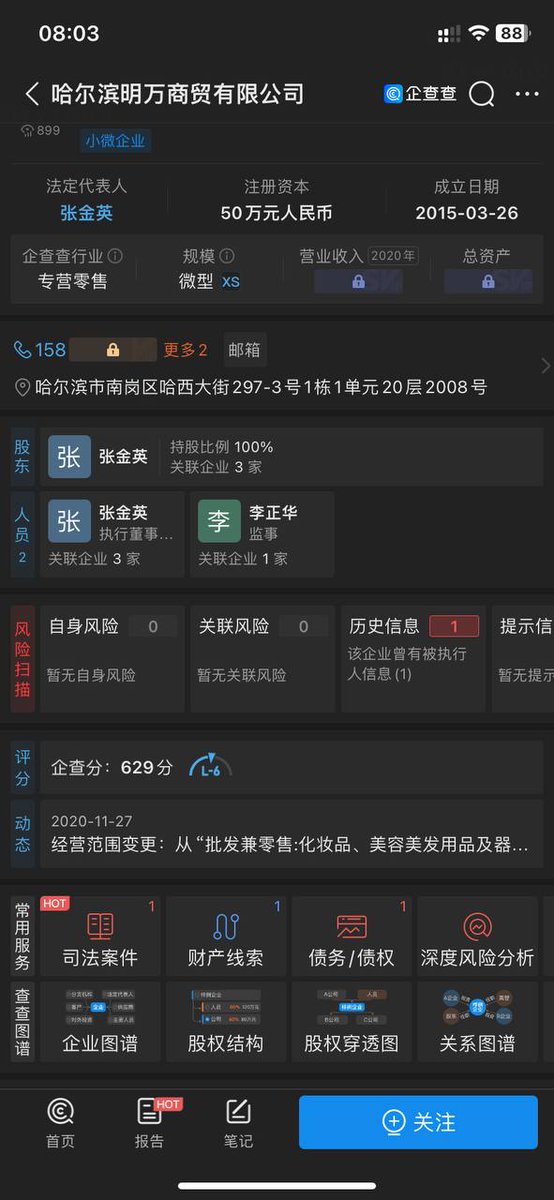 08:03
88
哈尔滨明万商贸有限公司
企查查
899
小微企业
法定代表人 注册资本 成立日期
张金英 50万元人民币 2015-03-26
企查查行业 规模 营业收入 2020年 总资产
专营零售 微型 XS
158 更多2 邮箱
哈尔滨市南岗区哈西大街297-3号1栋1单元20层2008号
股东
张 张金英 持股比例 100%
关联企业 3 家
人员 2
张 张金英 李 李正华
执行董事... 监事
关联企业 3 家 关联企业 1 家
风险扫描
自身风险 0 关联风险 0 历史信息 1 提示信
暂无自身风险 暂无关联风险 该企业曾有被执行人信息(1) 暂无提示
评分
企查分：629分 L-6
动态
2020-11-27
经营范围变更：从“批发兼零售:化妆品、美容美发用品及器...
常用服务
HOT 1 1 1
司法案件 财产线索 债务/债权 深度风险分析
查查图谱
企业图谱 股权结构 股权穿透图 关系图谱
HOT
首页 报告 笔记 关注